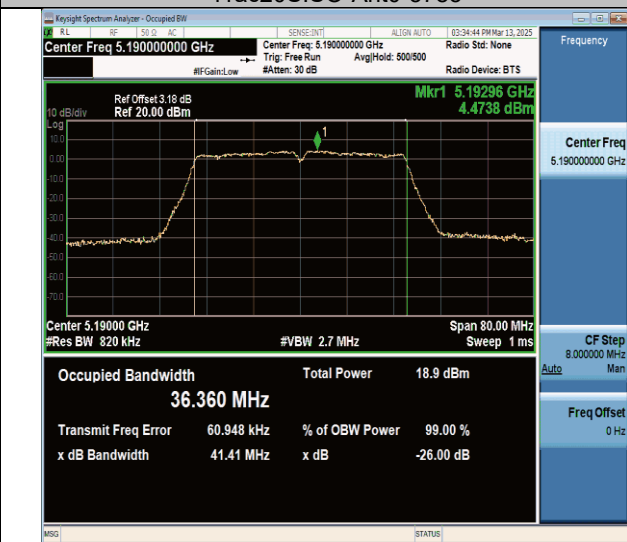 Keysight Spectrum Analyzer - Occupied BW
RL RF 50 Ω AC SENSE:INT ALIGN AUTO 03:34:44 PM Mar 13, 2025
Center Freq 5.190000000 GHz
Center Freq: 5.190000000 GHz Radio Std: None
Trig: Free Run Avg|Hold: 500/500
#IFGain:Low #Atten: 30 dB Radio Device: BTS
Frequency
Ref Offset 3.18 dB
10 dB/div Ref 20.00 dBm
Mkr1 5.19296 GHz
4.4738 dBm
Log
10.0
0.00
-10.0
-20.0
-30.0
-40.0
-50.0
-60.0
-70.0
1
Center 5.19000 GHz Span 80.00 MHz
#Res BW 820 kHz #VBW 2.7 MHz Sweep 1 ms
Occupied Bandwidth Total Power 18.9 dBm
36.360 MHz
Transmit Freq Error 60.948 kHz % of OBW Power 99.00 %
x dB Bandwidth 41.41 MHz x dB -26.00 dB
Center Freq
5.190000000 GHz
CF Step
8.000000 MHz
Auto Man
Freq Offset
0 Hz
MSG STATUS